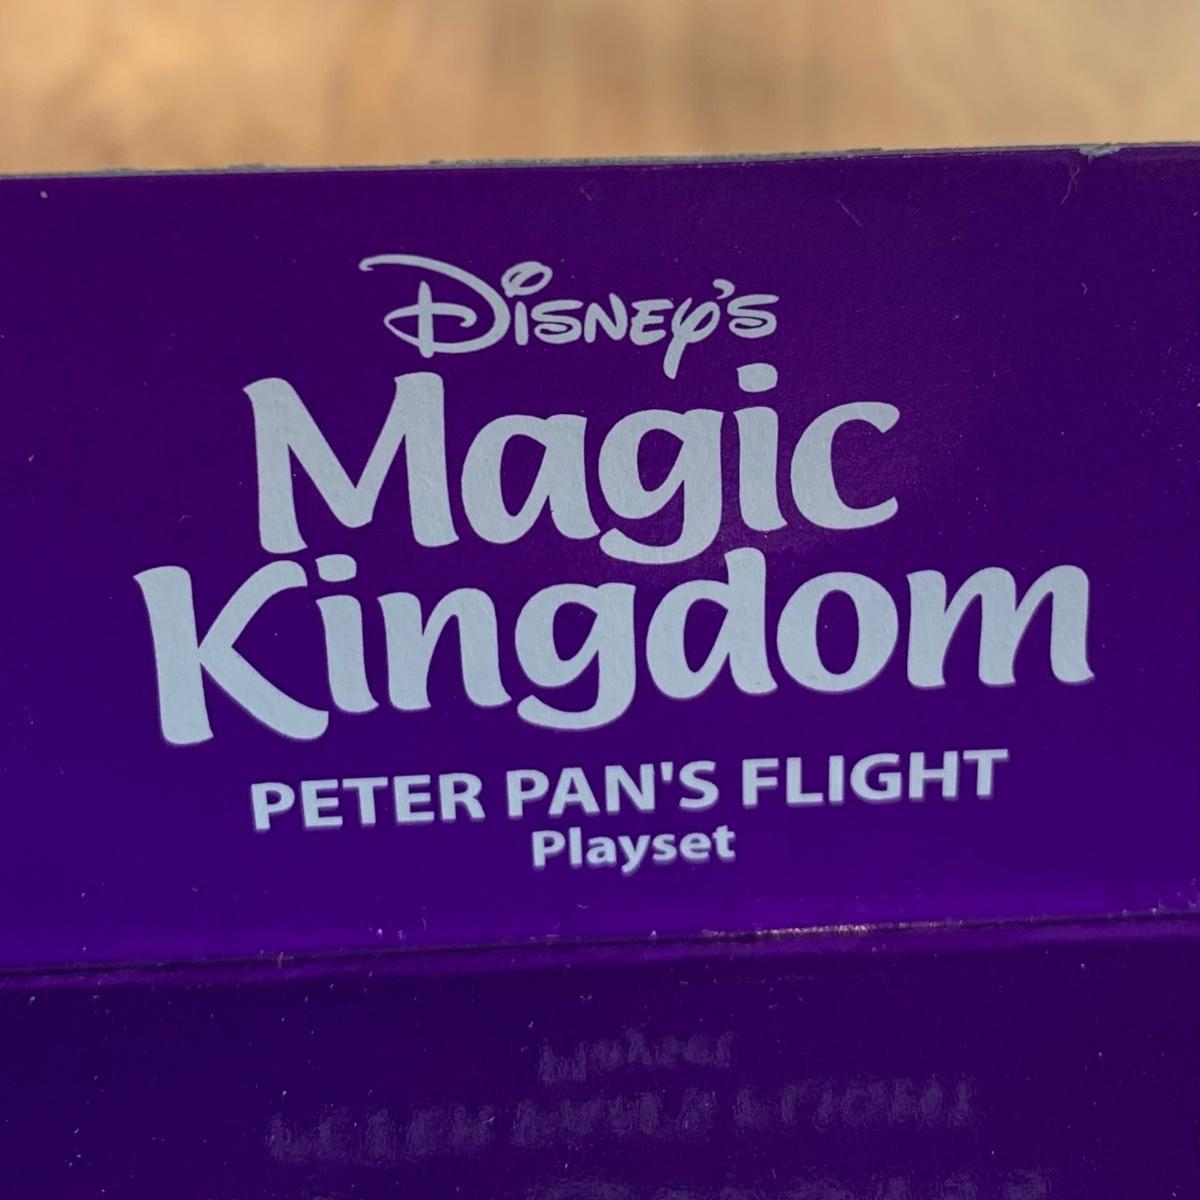 Disney's
Magic
Kingdom
PETER PAN'S FLIGHT
Playset